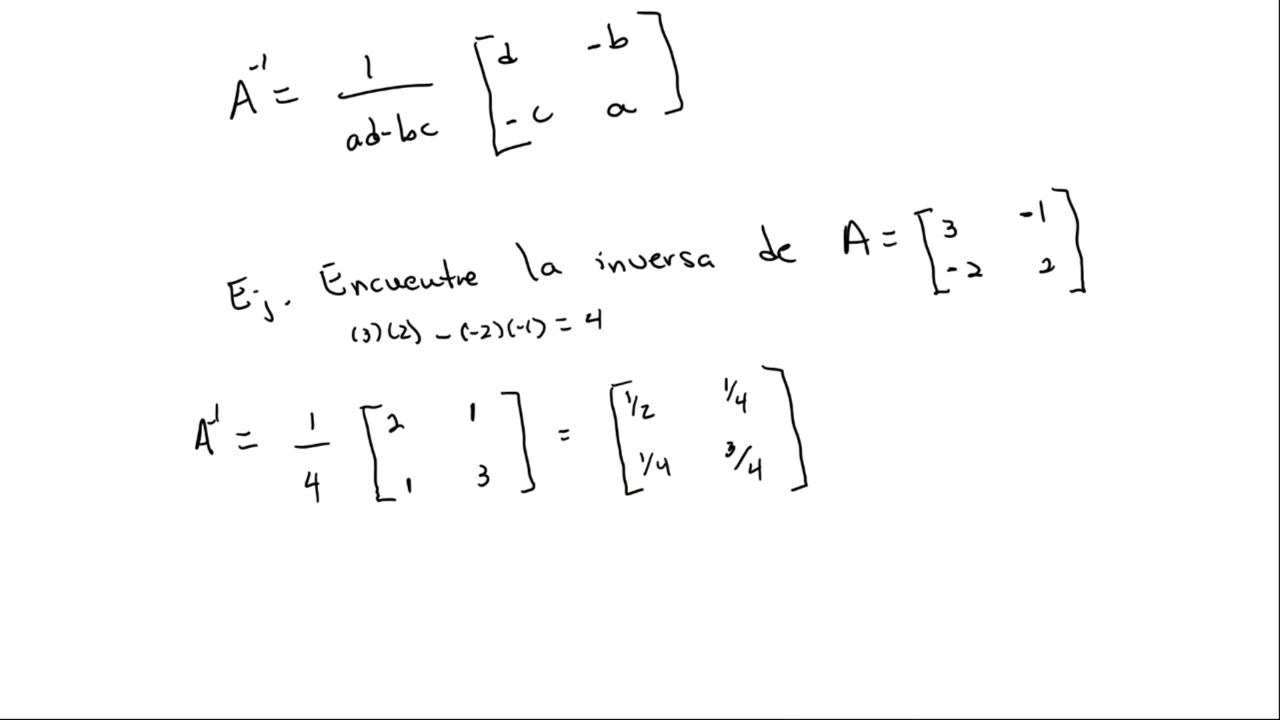 A⁻¹ = 1/(ad-bc) [d -b; -c a]
Ej. Encuentre la inversa de A = [3 -1; -2 2]
(3)(2) - (-2)(-1) = 4
A⁻¹ = 1/4 [2 1; 1 3] = [1/2 1/4; 1/4 3/4]